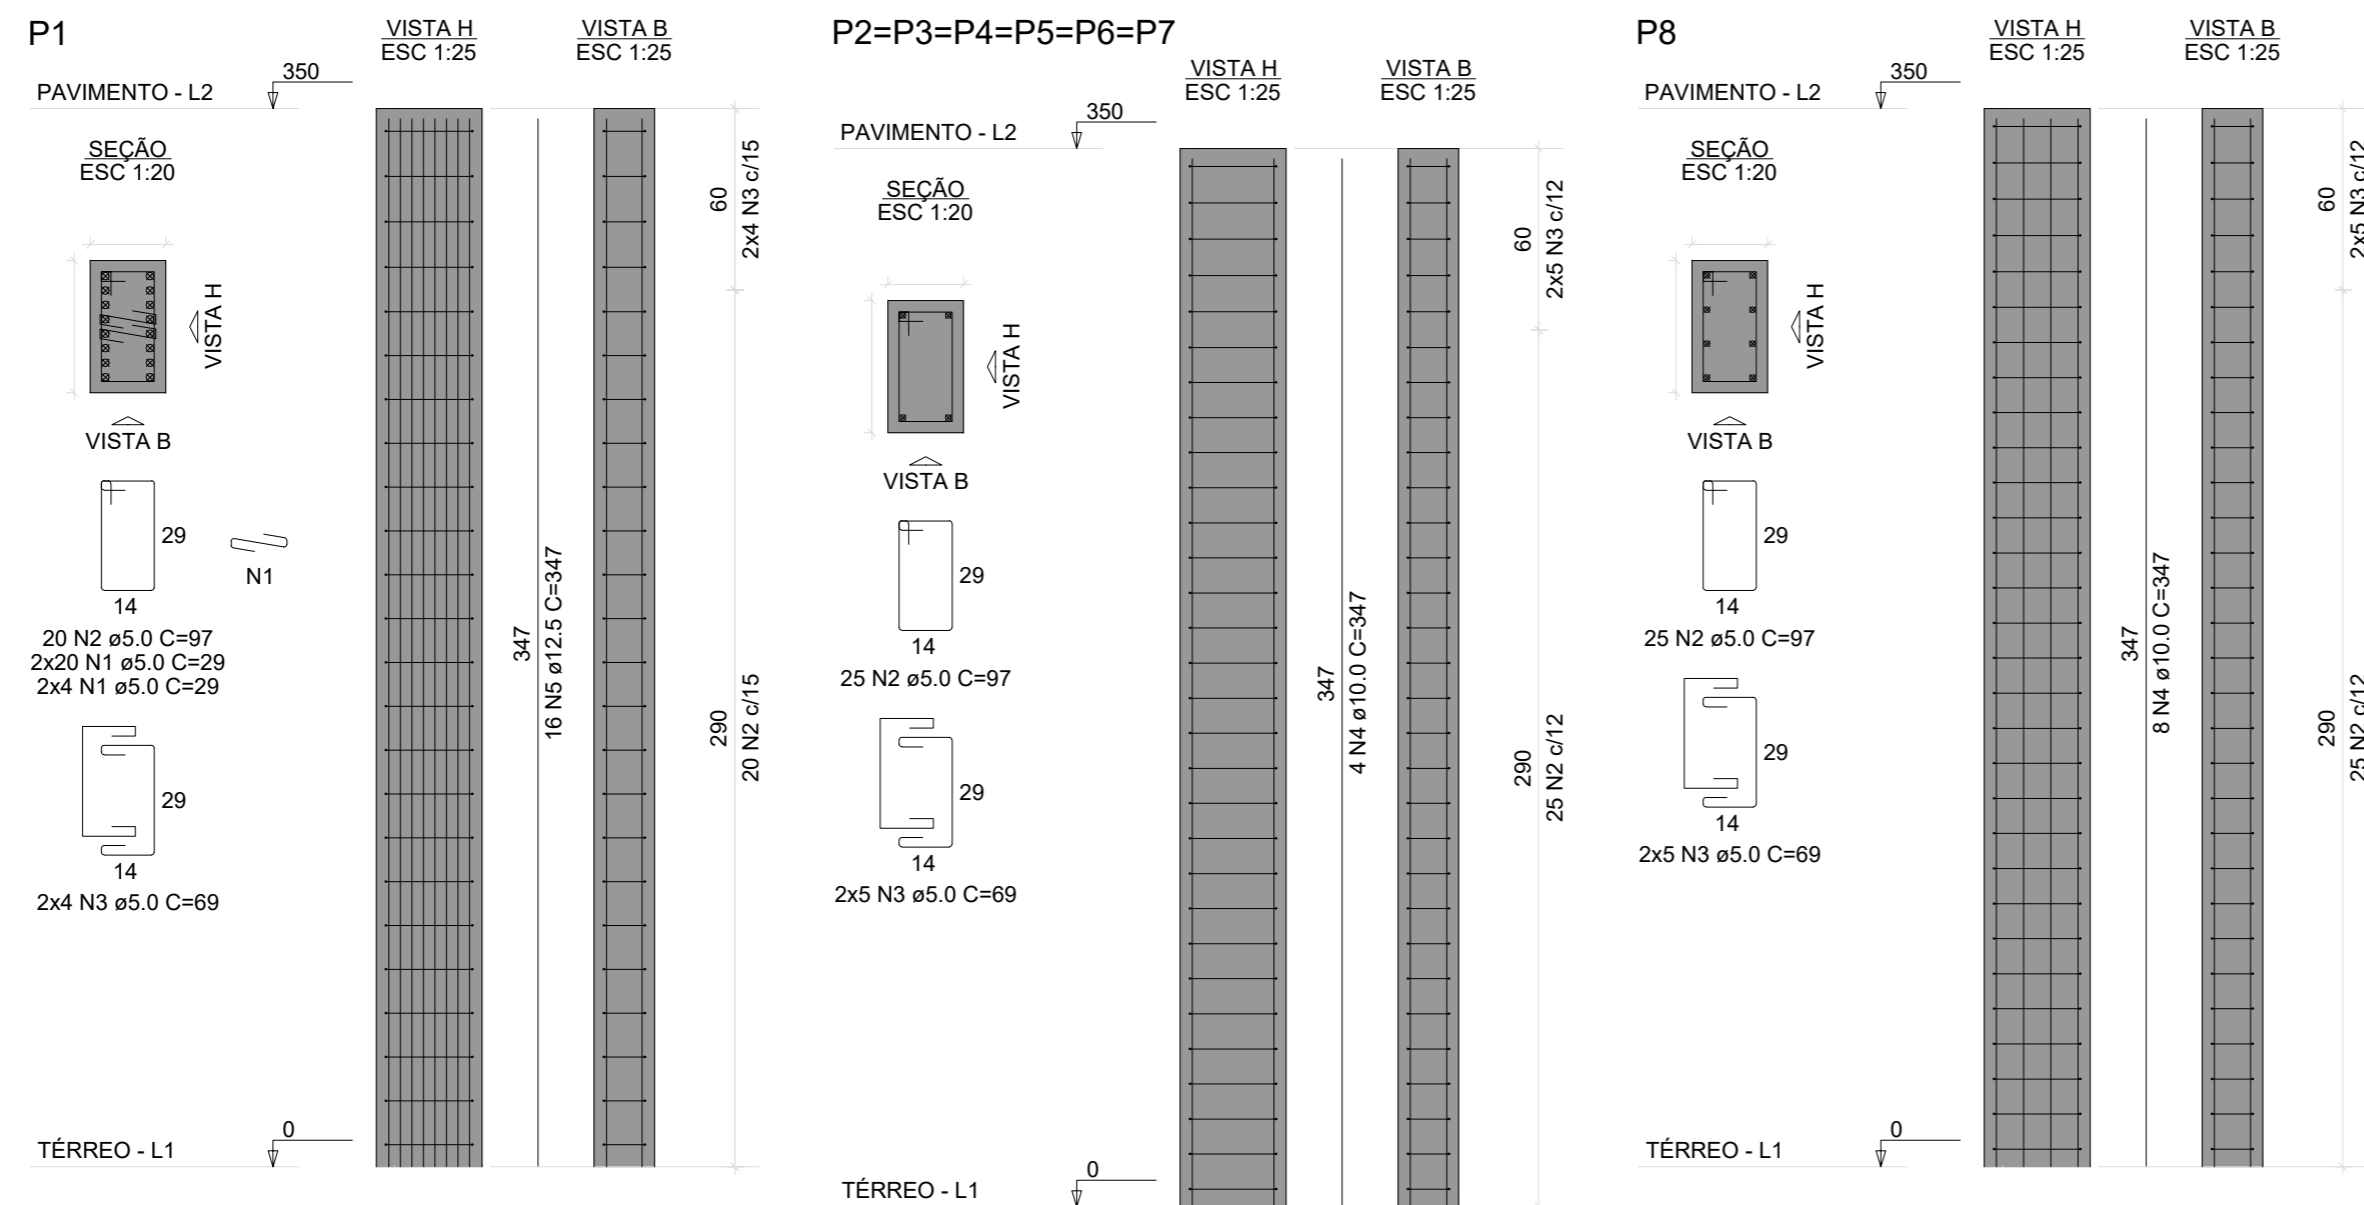 P1
VISTA H
ESC 1:25
VISTA B
ESC 1:25
PAVIMENTO - L2
350
SEÇÃO
ESC 1:20
VISTA H
VISTA B
29
14
N1
20 N2 ø5.0 C=97
2x20 N1 ø5.0 C=29
2x4 N1 ø5.0 C=29
29
14
2x4 N3 ø5.0 C=69
347
16 N5 ø12.5 C=347
60
2x4 N3 c/15
290
20 N2 c/15
TÉRREO - L1
0
P2=P3=P4=P5=P6=P7
VISTA H
ESC 1:25
VISTA B
ESC 1:25
PAVIMENTO - L2
350
SEÇÃO
ESC 1:20
VISTA H
VISTA B
29
14
25 N2 ø5.0 C=97
29
14
2x5 N3 ø5.0 C=69
347
4 N4 ø10.0 C=347
60
2x5 N3 c/12
290
25 N2 c/12
TÉRREO - L1
0
P8
VISTA H
ESC 1:25
VISTA B
ESC 1:25
PAVIMENTO - L2
350
SEÇÃO
ESC 1:20
VISTA H
VISTA B
29
14
25 N2 ø5.0 C=97
29
14
2x5 N3 ø5.0 C=69
347
8 N4 ø10.0 C=347
60
2x5 N3 c/12
290
25 N2 c/12
TÉRREO - L1
0